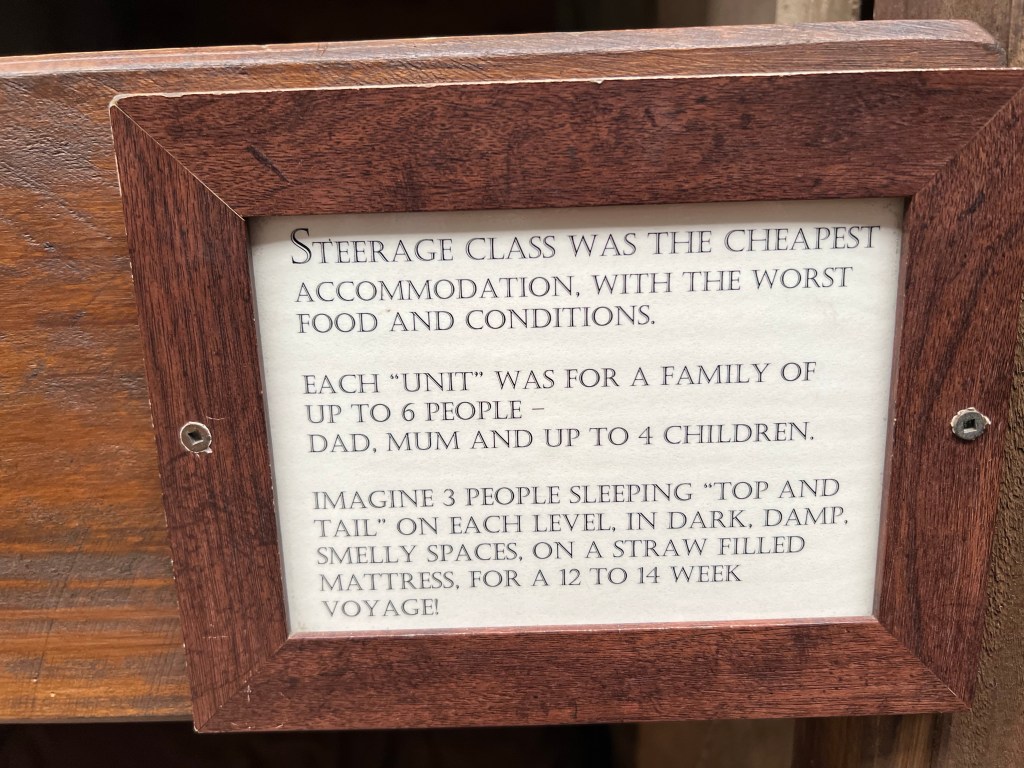 STEERAGE CLASS WAS THE CHEAPEST
ACCOMMODATION, WITH THE WORST
FOOD AND CONDITIONS.
EACH “UNIT” WAS FOR A FAMILY OF
UP TO 6 PEOPLE –
DAD, MUM AND UP TO 4 CHILDREN.
IMAGINE 3 PEOPLE SLEEPING “TOP AND
TAIL” ON EACH LEVEL, IN DARK, DAMP,
SMELLY SPACES, ON A STRAW FILLED
MATTRESS, FOR A 12 TO 14 WEEK
VOYAGE!